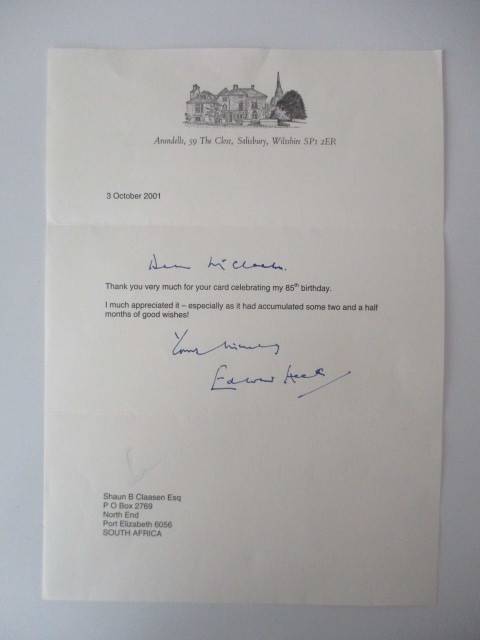 Arundells, 59 The Close, Salisbury, Wiltshire SP1 2ER
3 October 2001
Dear Mr Claasen.
Thank you very much for your card celebrating my 85th birthday.
I much appreciated it – especially as it had accumulated some two and a half
months of good wishes!
Yours sincerely
Edward Heath
Shaun B Claasen Esq
P O Box 2769
North End
Port Elizabeth 6056
SOUTH AFRICA